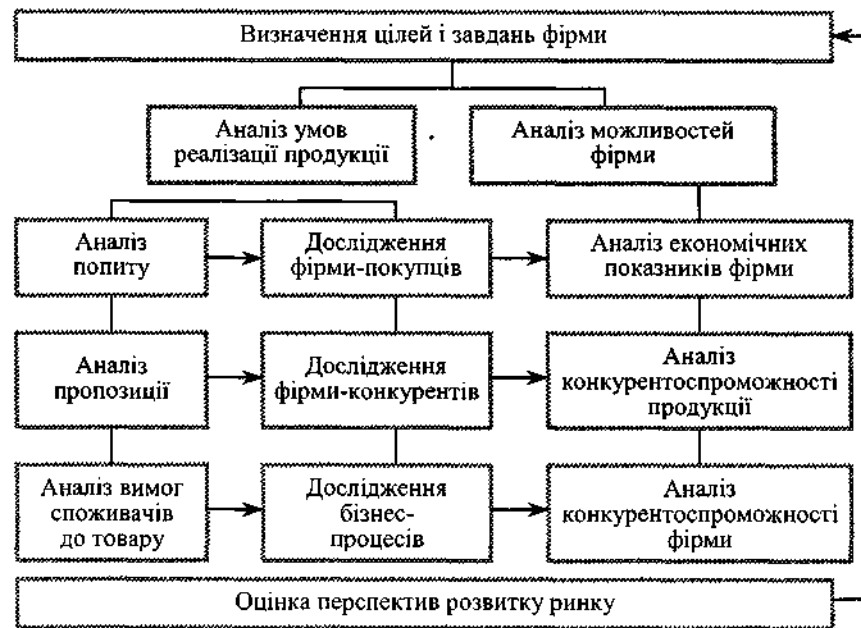 Визначення цілей і завдань фірми
Аналіз умов
реалізації продукції
Аналіз можливостей
фірми
Аналіз
попиту
Дослідження
фірми-покупців
Аналіз економічних
показників фірми
Аналіз
пропозиції
Дослідження
фірми-конкурентів
Аналіз
конкурентоспроможності
продукції
Аналіз вимог
споживачів
до товару
Дослідження
бізнес-
процесів
Аналіз
конкурентоспроможності
фірми
Оцінка перспектив розвитку ринку